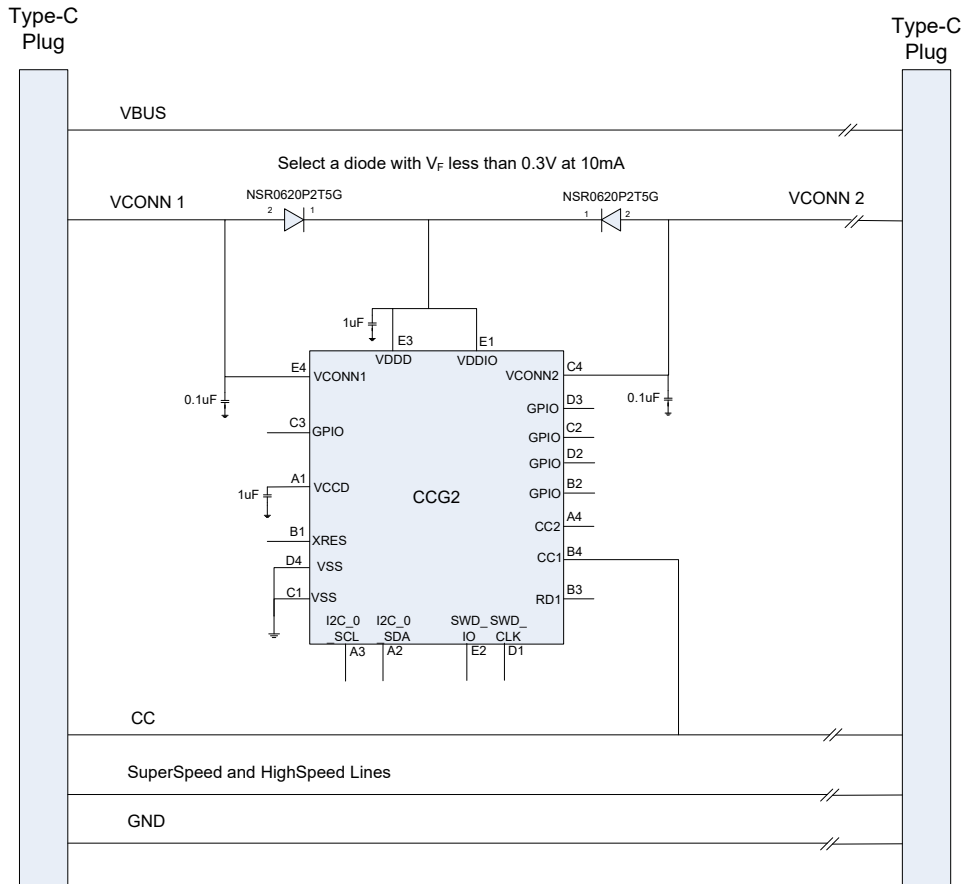 Type-C
Plug
Type-C
Plug
VBUS
Select a diode with VF less than 0.3V at 10mA
NSR0620P2T5G
NSR0620P2T5G
VCONN 1
2
1
1
2
VCONN 2
1uF
E3
E1
VDDD
VDDIO
E4
VCONN1
VCONN2
C4
0.1uF
0.1uF
GPIO
D3
C3
GPIO
GPIO
C2
GPIO
D2
A1
VCCD
1uF
GPIO
B2
CCG2
CC2
A4
B1
XRES
CC1
B4
D4
VSS
C1
VSS
RD1
B3
I2C_0
_SCL
I2C_0
_SDA
SWD_
IO
SWD_
CLK
A3
A2
E2
D1
CC
SuperSpeed and HighSpeed Lines
GND